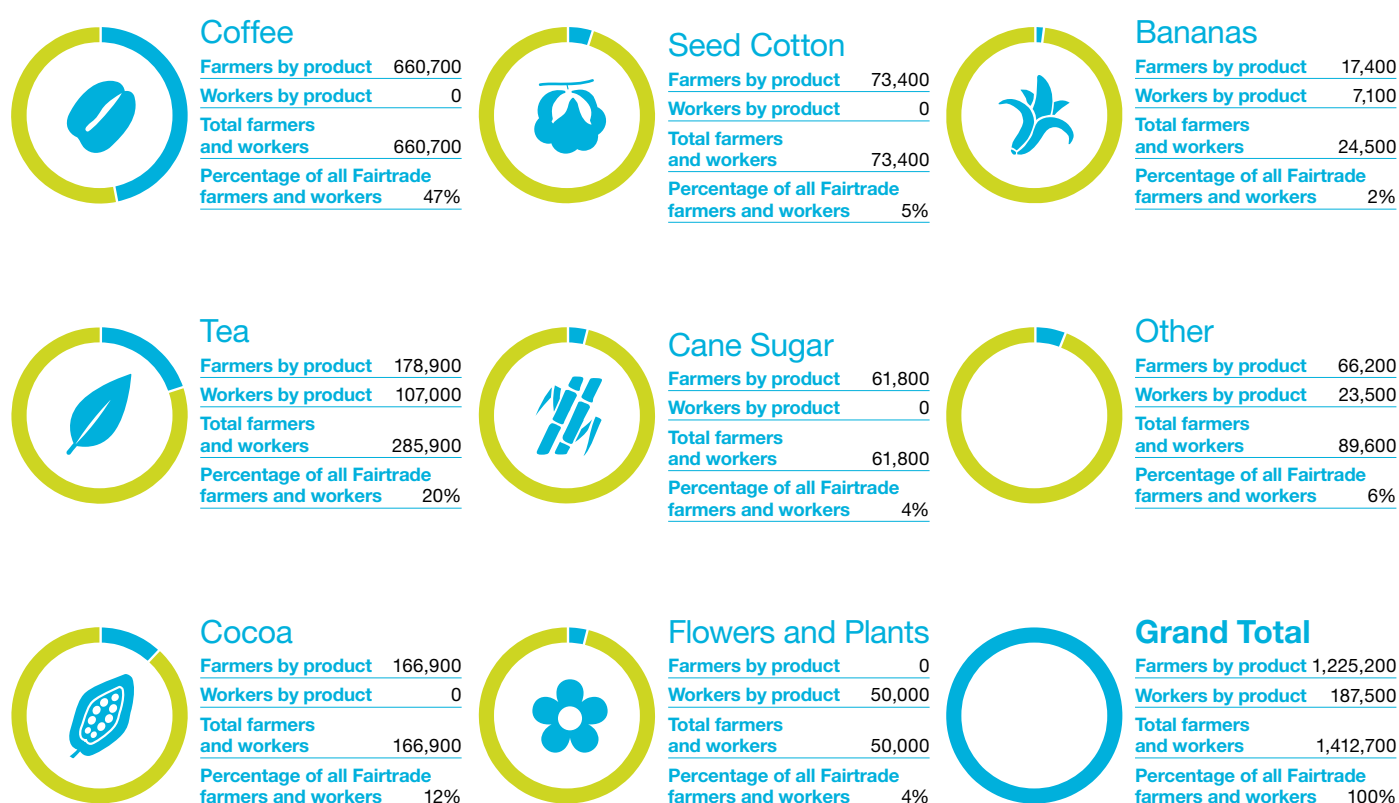 Coffee
Farmers by product 660,700
Workers by product 0
Total farmers
and workers 660,700
Percentage of all Fairtrade
farmers and workers 47%
Seed Cotton
Farmers by product 73,400
Workers by product 0
Total farmers
and workers 73,400
Percentage of all Fairtrade
farmers and workers 5%
Bananas
Farmers by product 17,400
Workers by product 7,100
Total farmers
and workers 24,500
Percentage of all Fairtrade
farmers and workers 2%
Tea
Farmers by product 178,900
Workers by product 107,000
Total farmers
and workers 285,900
Percentage of all Fairtrade
farmers and workers 20%
Cane Sugar
Farmers by product 61,800
Workers by product 0
Total farmers
and workers 61,800
Percentage of all Fairtrade
farmers and workers 4%
Other
Farmers by product 66,200
Workers by product 23,500
Total farmers
and workers 89,600
Percentage of all Fairtrade
farmers and workers 6%
Cocoa
Farmers by product 166,900
Workers by product 0
Total farmers
and workers 166,900
Percentage of all Fairtrade
farmers and workers 12%
Flowers and Plants
Farmers by product 0
Workers by product 50,000
Total farmers
and workers 50,000
Percentage of all Fairtrade
farmers and workers 4%
Grand Total
Farmers by product 1,225,200
Workers by product 187,500
Total farmers
and workers 1,412,700
Percentage of all Fairtrade
farmers and workers 100%